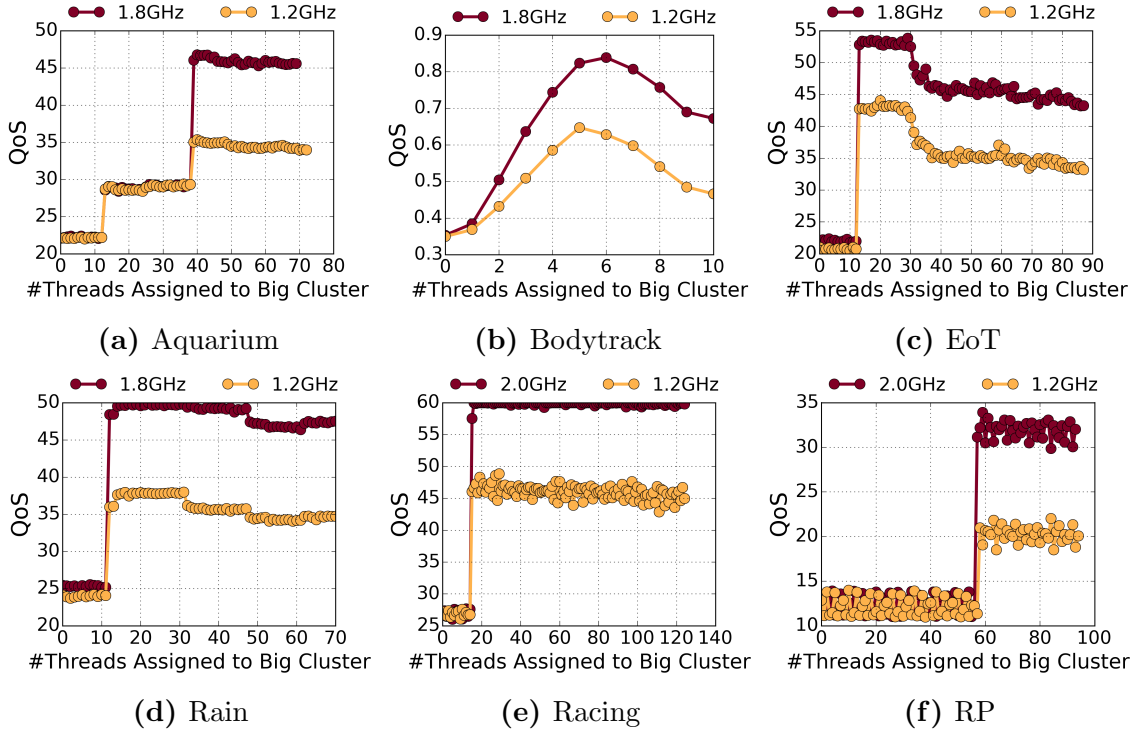 1.8GHz 1.2GHz
QoS
50
45
40
35
30
25
20
0 10 20 30 40 50 60 70 80
#Threads Assigned to Big Cluster
(a) Aquarium
1.8GHz 1.2GHz
QoS
0.9
0.8
0.7
0.6
0.5
0.4
0.3
0 2 4 6 8 10
#Threads Assigned to Big Cluster
(b) Bodytrack
1.8GHz 1.2GHz
QoS
55
50
45
40
35
30
25
20
0 10 20 30 40 50 60 70 80 90
#Threads Assigned to Big Cluster
(c) EoT
1.8GHz 1.2GHz
QoS
50
45
40
35
30
25
20
0 10 20 30 40 50 60 70
#Threads Assigned to Big Cluster
(d) Rain
2.0GHz 1.2GHz
QoS
60
55
50
45
40
35
30
25
0 20 40 60 80 100 120 140
#Threads Assigned to Big Cluster
(e) Racing
2.0GHz 1.2GHz
QoS
35
30
25
20
15
10
0 20 40 60 80 100
#Threads Assigned to Big Cluster
(f) RP